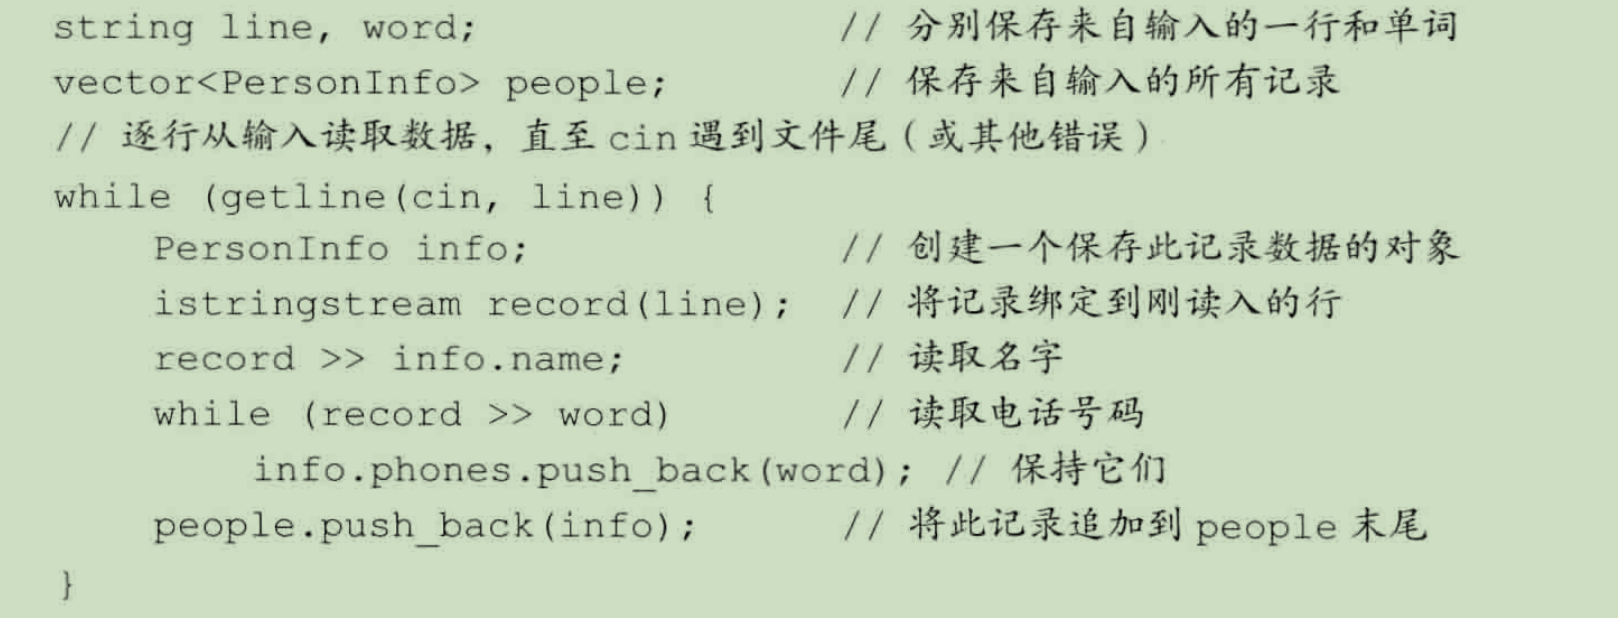 string line, word; // 分别保存来自输入的一行和单词
vector<PersonInfo> people; // 保存来自输入的所有记录
// 逐行从输入读取数据，直至 cin 遇到文件尾（或其他错误）
while (getline(cin, line)) {
PersonInfo info; // 创建一个保存此记录数据的对象
istringstream record(line); // 将记录绑定到刚读入的行
record >> info.name; // 读取名字
while (record >> word) // 读取电话号码
info.phones.push_back(word); // 保持它们
people.push_back(info); // 将此记录追加到 people 末尾
}